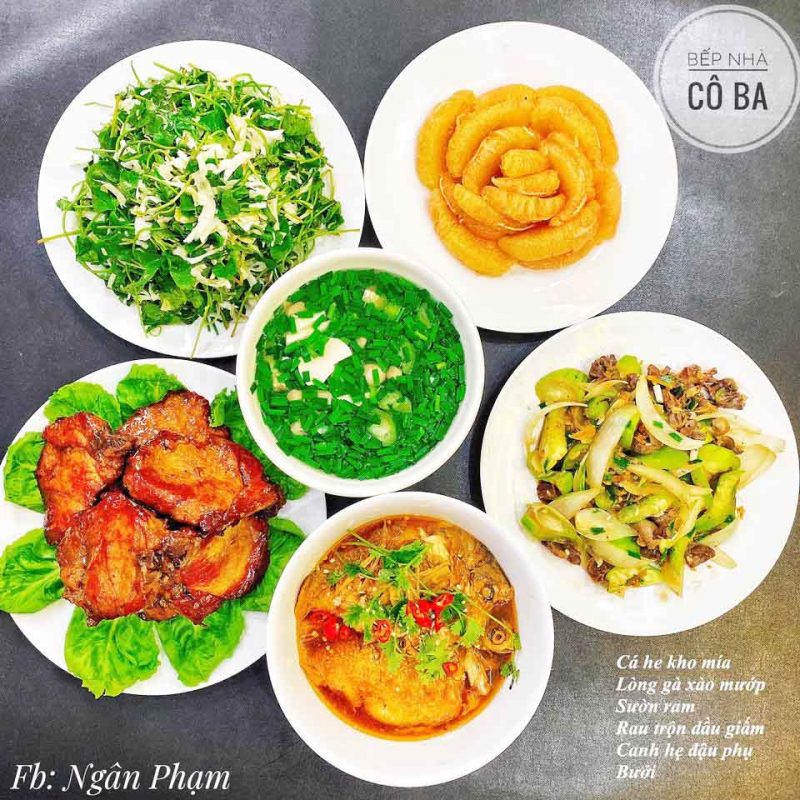 BẾP NHÀ
CÔ BA
Cá he kho mía
Lòng gà xào mướp
Sườn ram
Rau trộn dầu giấm
Canh hẹ đậu phụ
Bưởi
Fb: Ngân Phạm